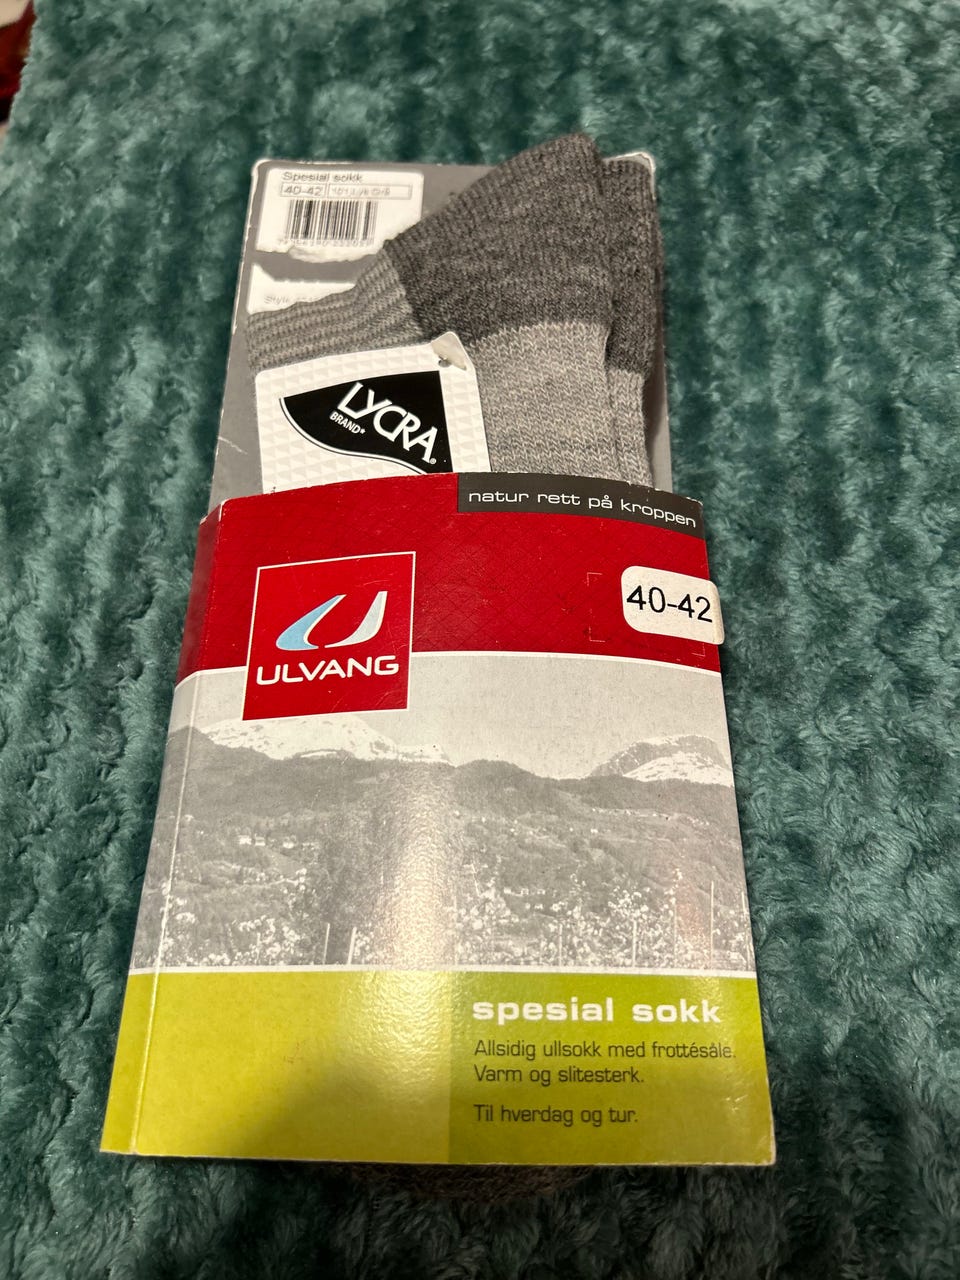 Spesial sokk
40-42
LYCRA
BRAND*
®
natur rett på kroppen
40-42
ULVANG
spesial sokk
Allsidig ullsokk med frottésåle.
Varm og slitesterk.
Til hverdag og tur.